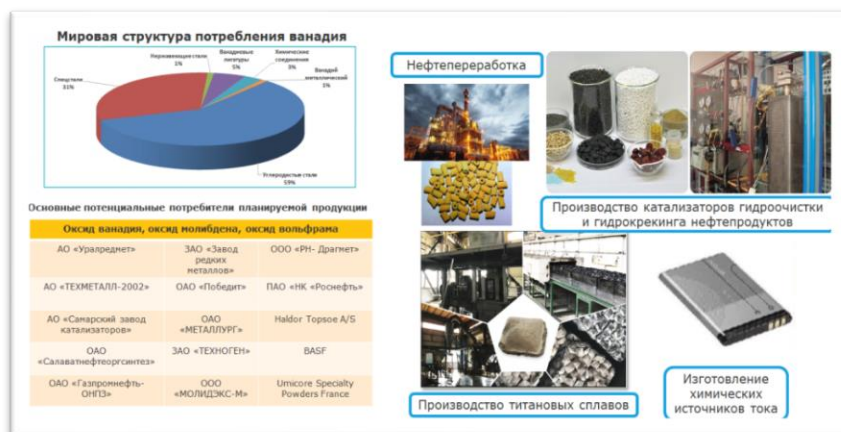 Мировая структура потребления ванадия
Нержавеющие стали
1%
Ванадиевые
лигатуры
5%
Химические
соединения
3%
Ванадий
металлический
1%
Спецстали
31%
Углеродистые стали
59%
Основные потенциальные потребители планируемой продукции
Оксид ванадия, оксид молибдена, оксид вольфрама
АО «Уралредмет»
ЗАО «Завод
редких
металлов»
ООО «РН- Драгмет»
АО «ТЕХМЕТАЛЛ-2002»
ОАО «Победит»
ПАО «НК «Роснефть»
АО «Самарский завод
катализаторов»
ОАО
«МЕТАЛЛУРГ»
Haldor Topsoe A/S
ОАО
«Салаватнефтеоргсинтез»
ЗАО «ТЕХНОГЕН»
BASF
ОАО «Газпромнефть-
ОНПЗ»
ООО
«МОЛИДЭКС-М»
Umicore Specialty
Powders France
Нефтепереработка
Производство катализаторов гидроочистки
и гидрокрекинга нефтепродуктов
Производство титановых сплавов
Изготовление
химических
источников тока